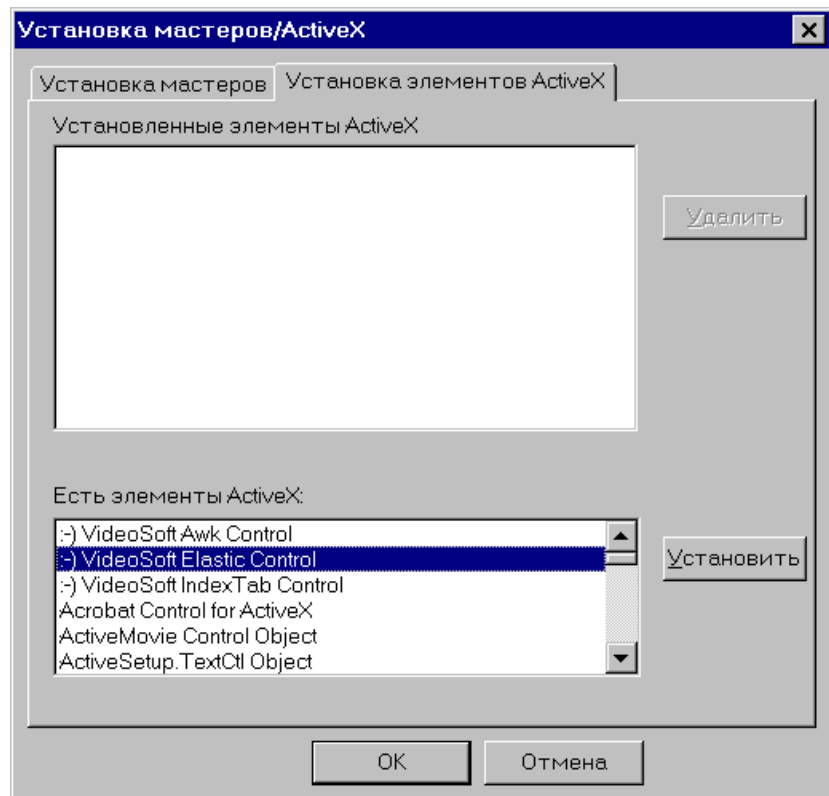 Установка мастеров/ActiveX
Установка мастеров
Установка элементов ActiveX
Установленные элементы ActiveX
Удалить
Есть элементы ActiveX:
:-) VideoSoft Awk Control
:-) VideoSoft Elastic Control
:-) VideoSoft IndexTab Control
Acrobat Control for ActiveX
ActiveMovie Control Object
ActiveSetup.TextCtl Object
Установить
OK
Отмена